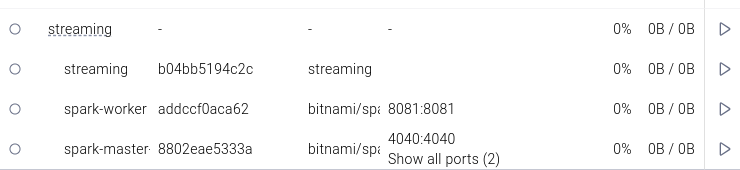 streaming - - - 0% 0B / 0B
streaming b04bb5194c2c streaming 0% 0B / 0B
spark-worker addccf0aca62 bitnami/spa 8081:8081 0% 0B / 0B
spark-master- 8802eae5333a bitnami/spa 4040:4040 0% 0B / 0B
Show all ports (2)